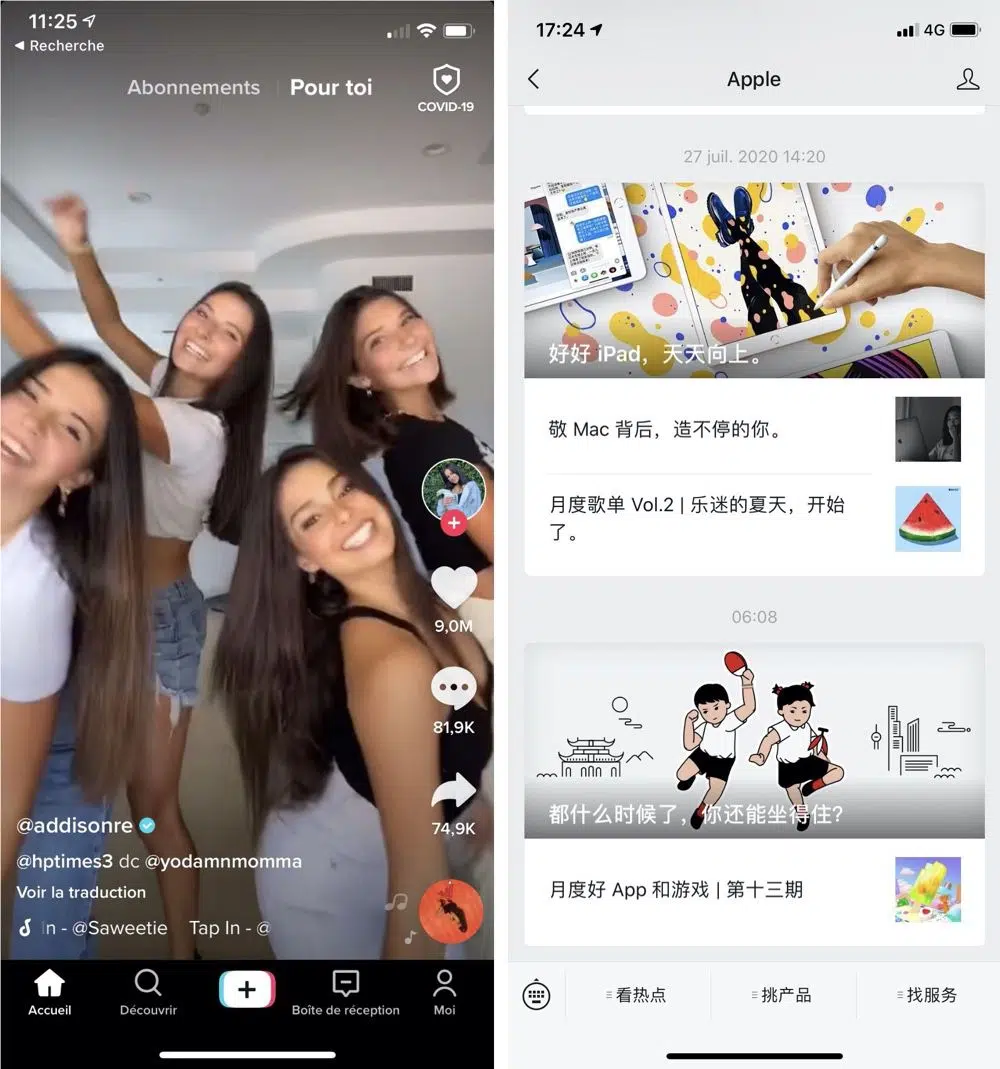 11:25
Recherche
Abonnements
Pour toi
COVID-19
9,0M
81,9K
74,9K
@addisonre
@hptimes3 dc @yodamnmomma
Voir la traduction
In - @Saweetie Tap In - @
Accueil
Découvrir
Boîte de réception
Moi
17:24
4G
Apple
27 juil. 2020 14:20
好好 iPad，天天向上。
敬 Mac 背后，造不停的你。
月度歌单 Vol.2 | 乐迷的夏天，开始
了。
06:08
都什么时候了，你还能坐得住?
月度好 App 和游戏 | 第十三期
看热点
挑产品
找服务